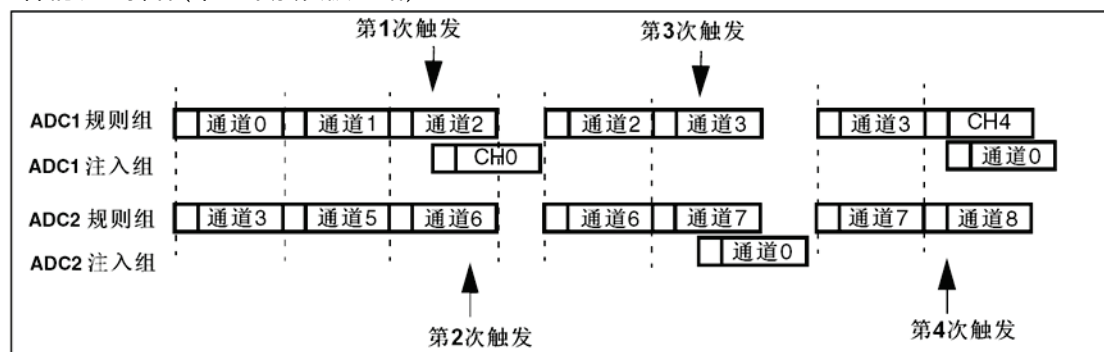 第1次触发 第3次触发
ADC1 规则组 通道0 通道1 通道2 通道2 通道3 通道3 CH4
ADC1 注入组 CH0 通道0
ADC2 规则组 通道3 通道5 通道6 通道6 通道7 通道7 通道8
ADC2 注入组 通道0
第2次触发 第4次触发